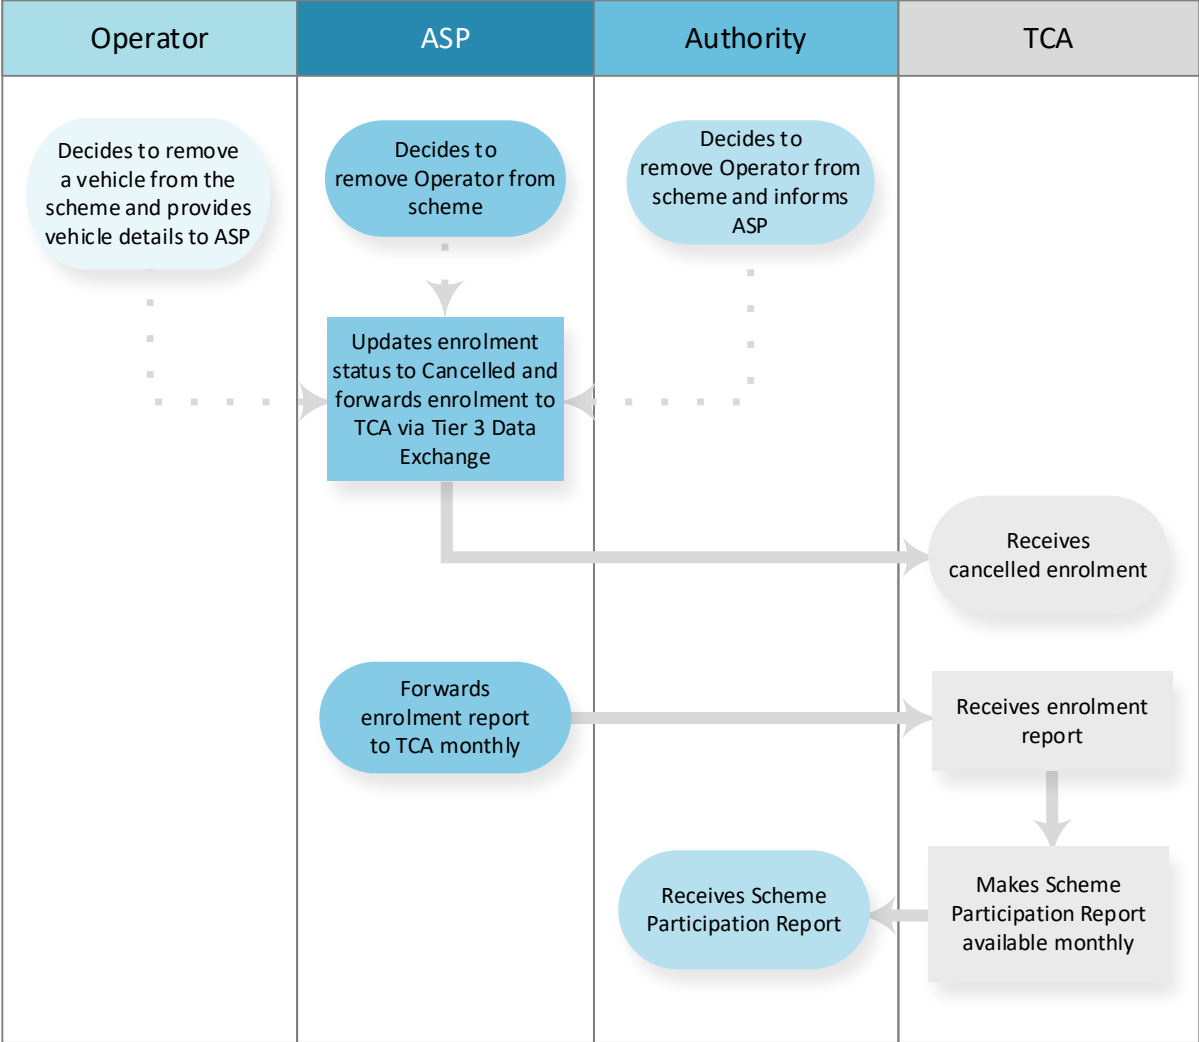 Operator
ASP
Authority
TCA
Decides to remove
a vehicle from the
scheme and provides
vehicle details to ASP
Decides to
remove Operator from
scheme
Decides to
remove Operator from
scheme and informs
ASP
Updates enrolment
status to Cancelled and
forwards enrolment to
TCA via Tier 3 Data
Exchange
Receives
cancelled enrolment
Forwards
enrolment report
to TCA monthly
Receives enrolment
report
Receives Scheme
Participation Report
Makes Scheme
Participation Report
available monthly